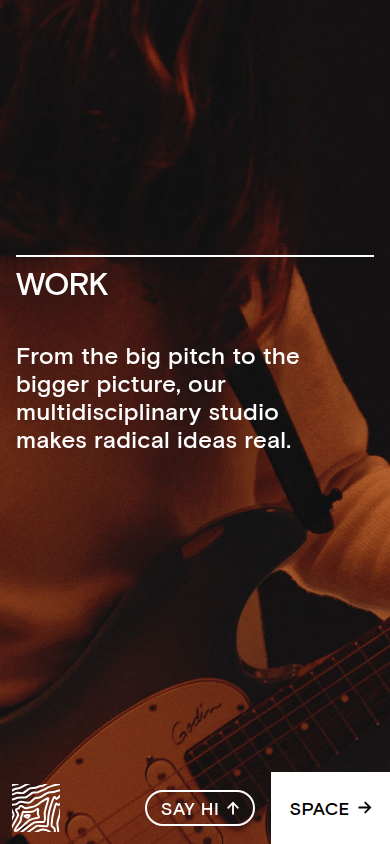 WORK
From the big pitch to the
bigger picture, our
multidisciplinary studio
makes radical ideas real.
Godin
SAY HI ↑
SPACE →